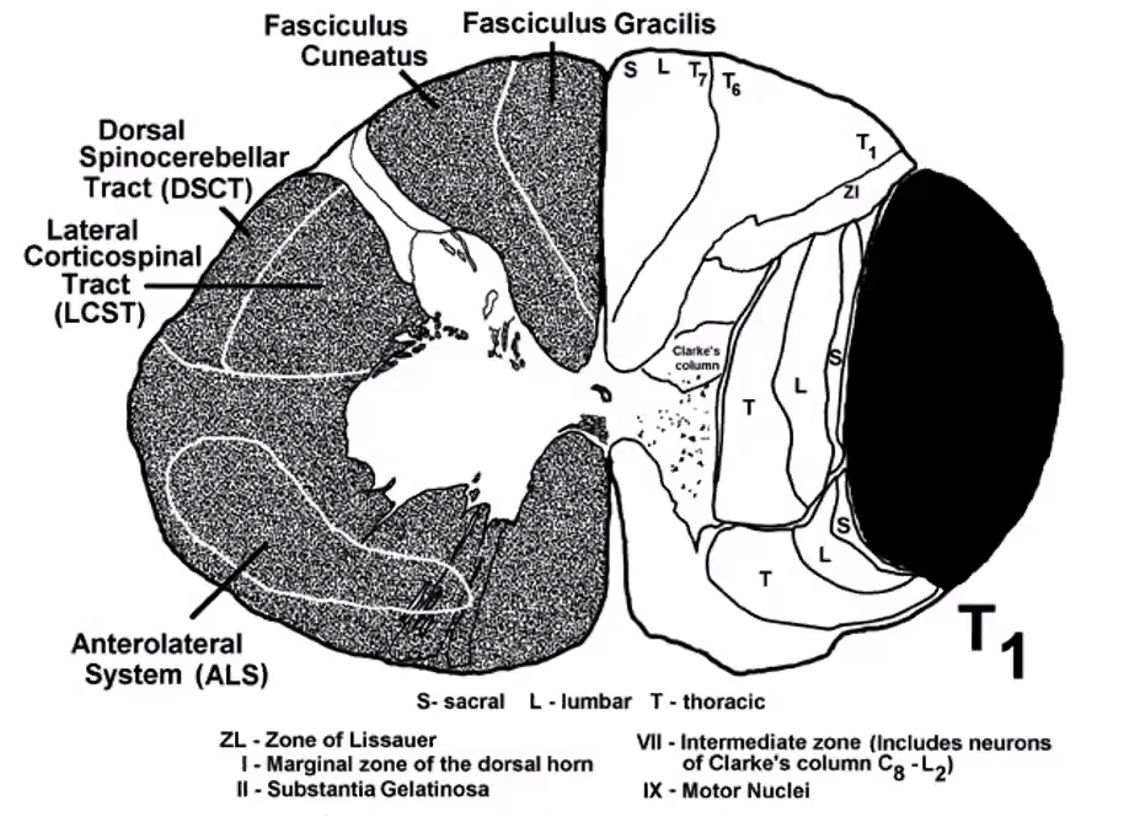 Fasciculus Gracilis
Fasciculus
Cuneatus
S L T7 T6
Dorsal
Spinocerebellar
Tract (DSCT)
T1
Zl
Lateral
Corticospinal
Tract
(LCST)
Clarke's
column
S
L
T
S
L
T
Anterolateral
System (ALS)
T1
S- sacral L - lumbar T - thoracic
ZL - Zone of Lissauer
I - Marginal zone of the dorsal horn
II - Substantia Gelatinosa
VII - Intermediate zone (Includes neurons
of Clarke's column C8 - L2)
IX - Motor Nuclei